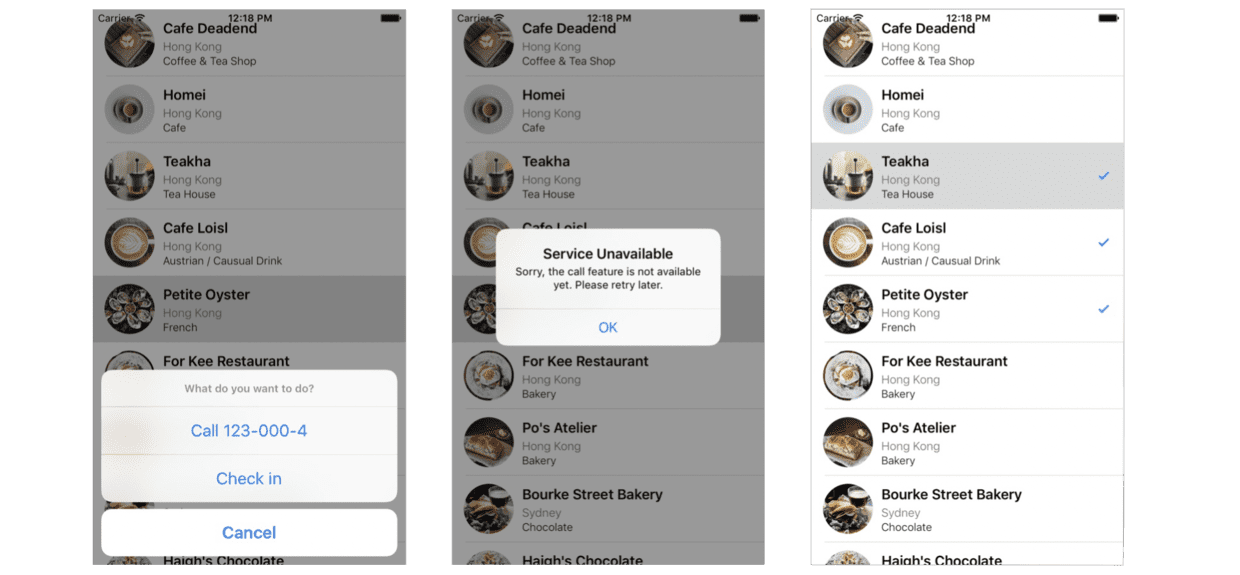 Carrier
12:18 PM
Cafe Deadend
Hong Kong
Coffee & Tea Shop
Homei
Hong Kong
Cafe
Teakha
Hong Kong
Tea House
Cafe Loisl
Hong Kong
Austrian / Causual Drink
Petite Oyster
Hong Kong
French
For Kee Restaurant
What do you want to do?
Call 123-000-4
Check in
Cancel
Haigh's Chocolate
Carrier
12:18 PM
Cafe Deadend
Hong Kong
Coffee & Tea Shop
Homei
Hong Kong
Cafe
Teakha
Hong Kong
Tea House
Cafe Loisl
Service Unavailable
Sorry, the call feature is not available
yet. Please retry later.
OK
For Kee Restaurant
Hong Kong
Bakery
Po's Atelier
Hong Kong
Bakery
Bourke Street Bakery
Sydney
Chocolate
Haigh's Chocolate
Carrier
12:18 PM
Cafe Deadend
Hong Kong
Coffee & Tea Shop
Homei
Hong Kong
Cafe
Teakha
Hong Kong
Tea House
Cafe Loisl
Hong Kong
Austrian / Causual Drink
Petite Oyster
Hong Kong
French
For Kee Restaurant
Hong Kong
Bakery
Po's Atelier
Hong Kong
Bakery
Bourke Street Bakery
Sydney
Chocolate
Haigh's Chocolate